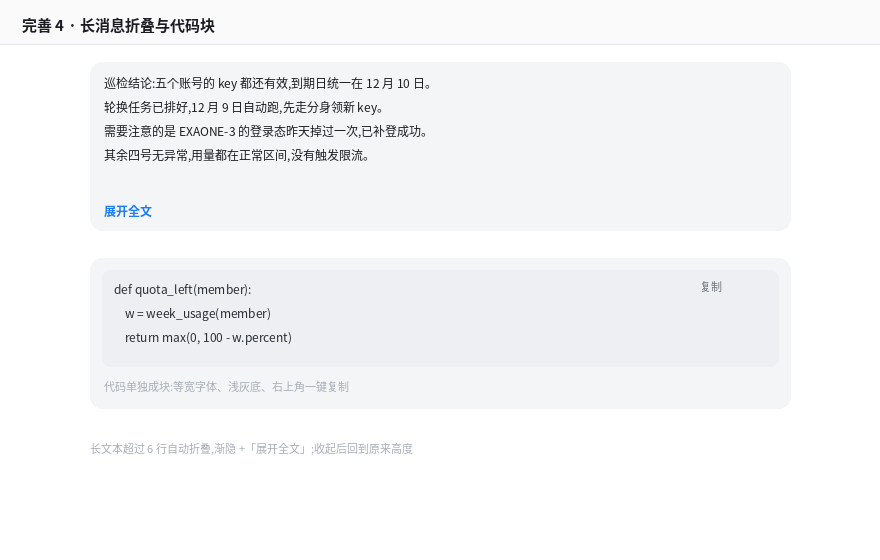 完善 4 · 长消息折叠与代码块
巡检结论:五个账号的 key 都还有效,到期日统一在 12 月 10 日。
轮换任务已排好,12 月 9 日自动跑,先走分身领新 key。
需要注意的是 EXAONE-3 的登录态昨天掉过一次,已补登成功。
其余四号无异常,用量都在正常区间,没有触发限流。
展开全文
def quota_left(member):
复制
w = week_usage(member)
return max(0, 100 - w.percent)
代码单独成块:等宽字体、浅灰底、右上角一键复制
长文本超过 6 行自动折叠,渐隐 +「展开全文」;收起后回到原来高度